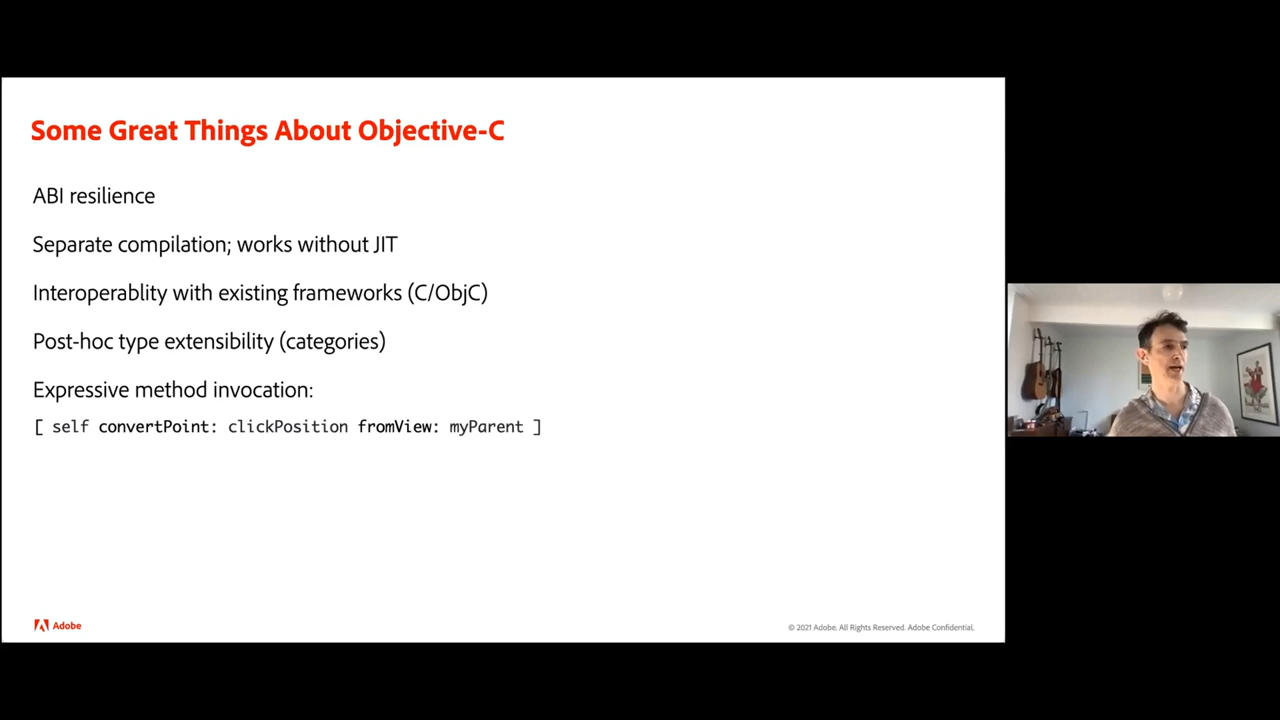 Some Great Things About Objective-C
ABI resilience
Separate compilation; works without JIT
Interoperablity with existing frameworks (C/ObjC)
Post-hoc type extensibility (categories)
Expressive method invocation:
[ self convertPoint: clickPosition fromView: myParent ]
Adobe
© 2021 Adobe. All Rights Reserved. Adobe Confidential.